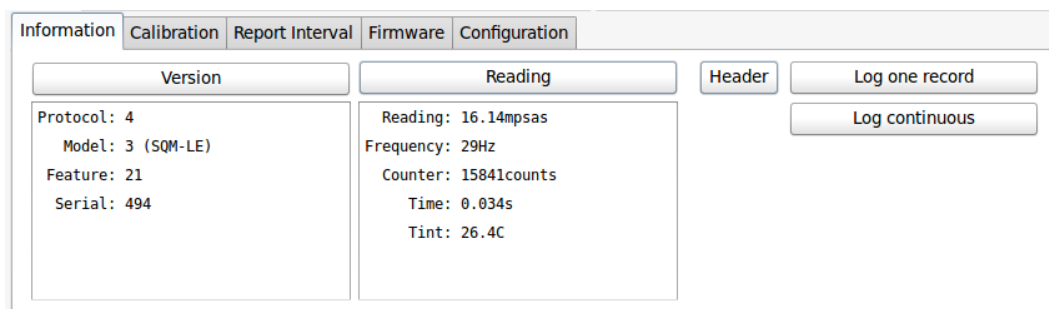 Information Calibration Report Interval Firmware Configuration
Version Reading Header Log one record
Log continuous
Protocol: 4
Model: 3 (SQM-LE)
Feature: 21
Serial: 494
Reading: 16.14mpsas
Frequency: 29Hz
Counter: 15841counts
Time: 0.034s
Tint: 26.4C